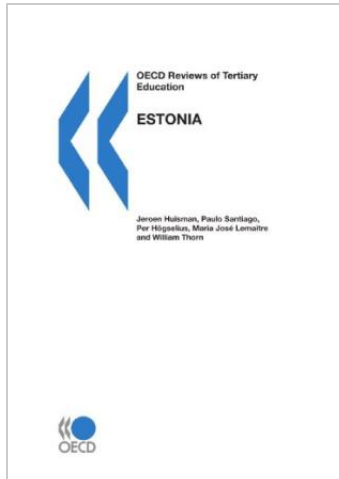 OECD Reviews of Tertiary
Education
ESTONIA
Jeroen Huisman, Paulo Santiago,
Per Högselius, Maria José Lemaitre
and William Thorn
OECD